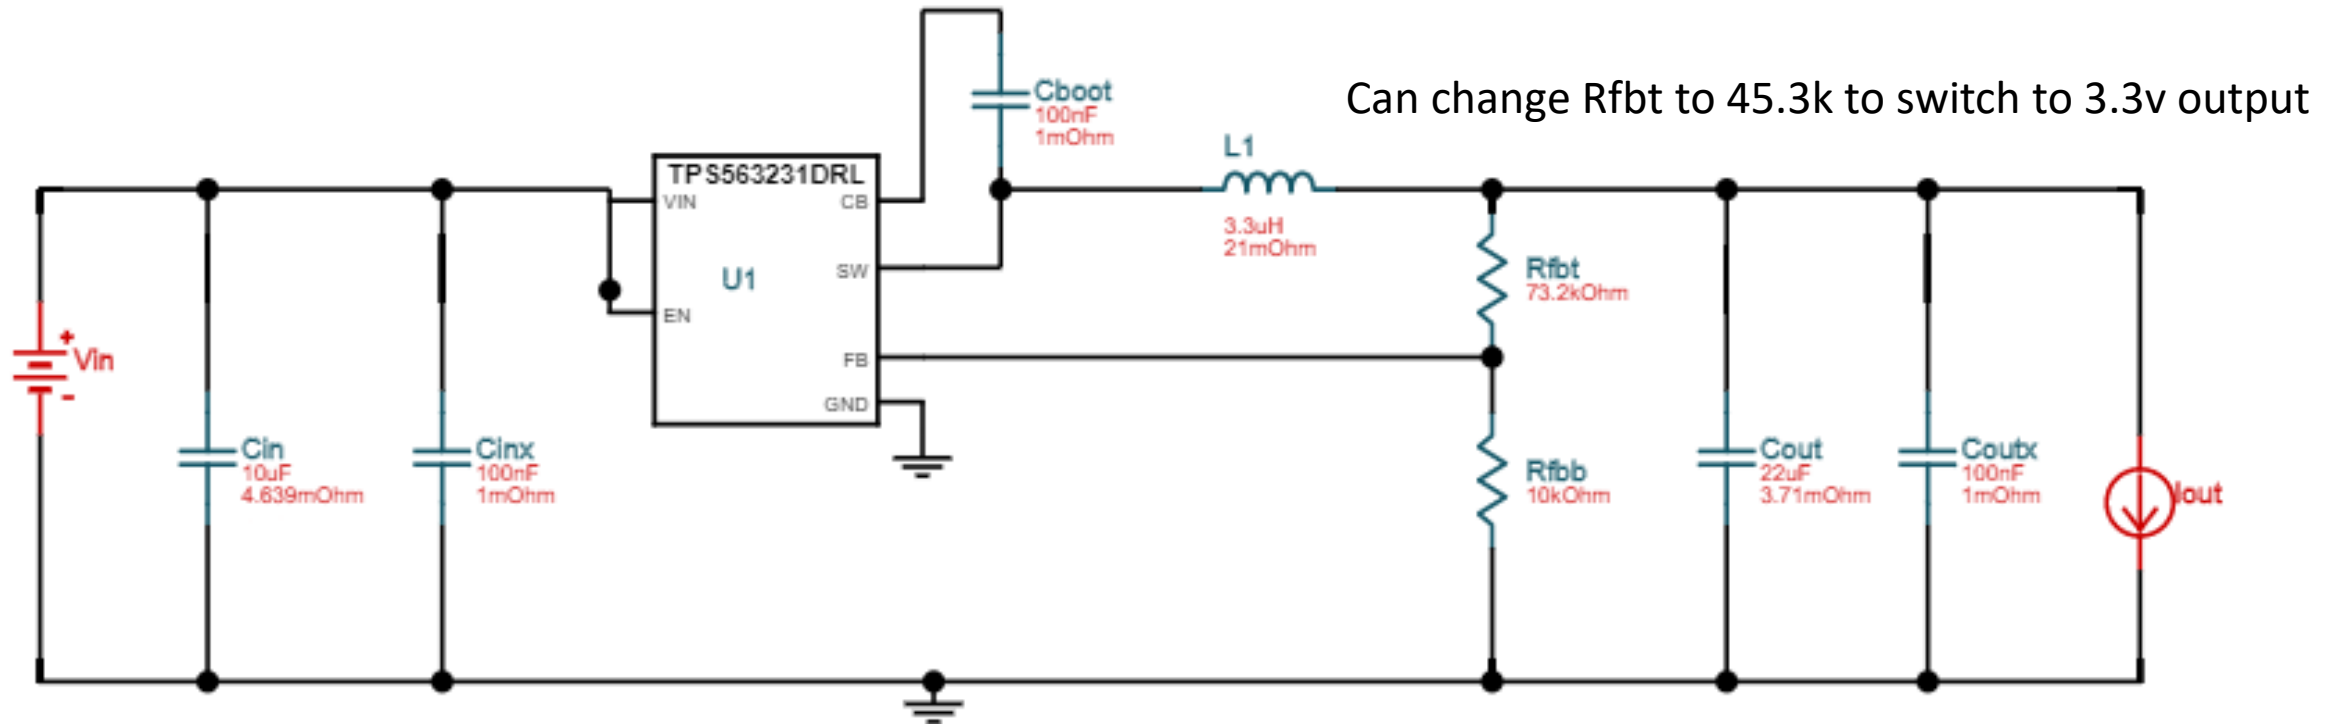 Cboot
100nF
1mOhm
Can change Rfbt to 45.3k to switch to 3.3v output
L1
3.3uH
21mOhm
TPS563231DRL
VIN
CB
SW
U1
EN
FB
GND
Rfbt
73.2kOhm
+
Vin
-
Cin
10uF
4.639mOhm
Cinx
100nF
1mOhm
Rfbb
10kOhm
Cout
22uF
3.71mOhm
Coutx
100nF
1mOhm
Iout